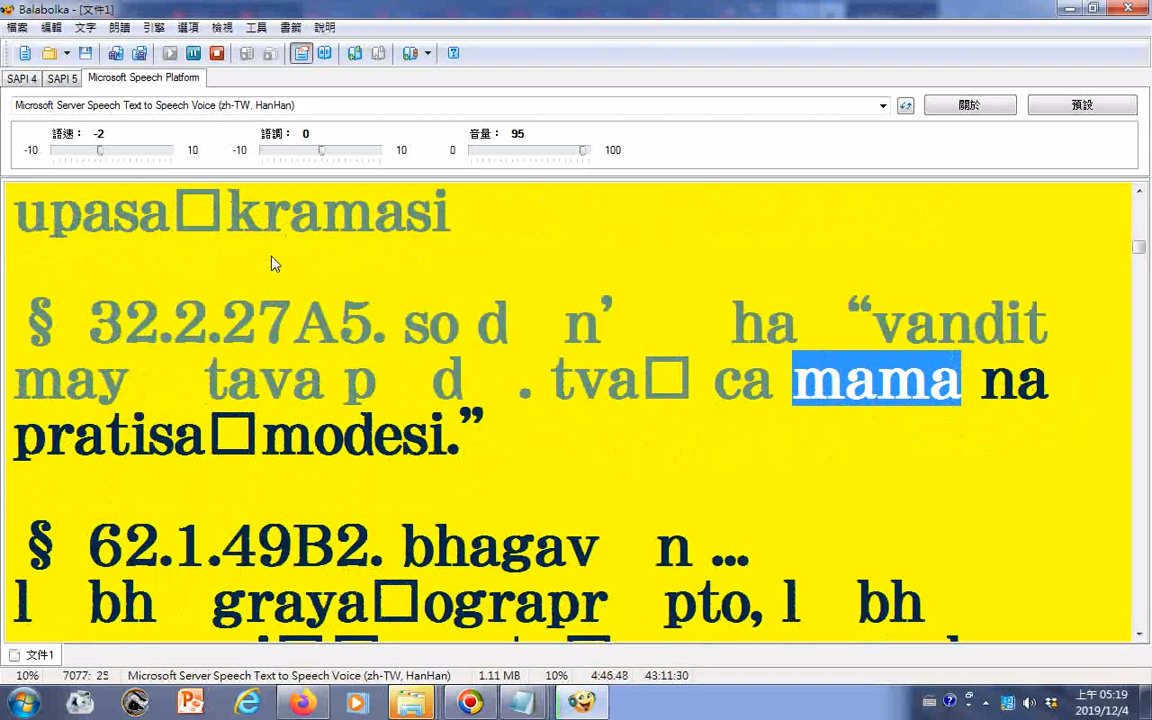 Balabolka - [文件1]
檔案 編輯 文字 朗讀 引擎 選項 檢視 工具 書籤 說明
SAPI 4 SAPI 5 Microsoft Speech Platform
Microsoft Server Speech Text to Speech Voice (zh-TW, HanHan) 關於 預設
語速: -2 語調: 0 音量: 95
-10 10 -10 10 0 100
upasa□kramasi
§ 32.2.27A5. so d n’ ha “vandit
may tava p d . tva□ ca mama na
pratisa□modesi.”
§ 62.1.49B2. bhagav n ...
l bh graya□ograpr pto, l bh
文件1
10% 7077: 25 Microsoft Server Speech Text to Speech Voice (zh-TW, HanHan) 1.11 MB 10% 4:46.48 43:11:30
上午 05:19
2019/12/4